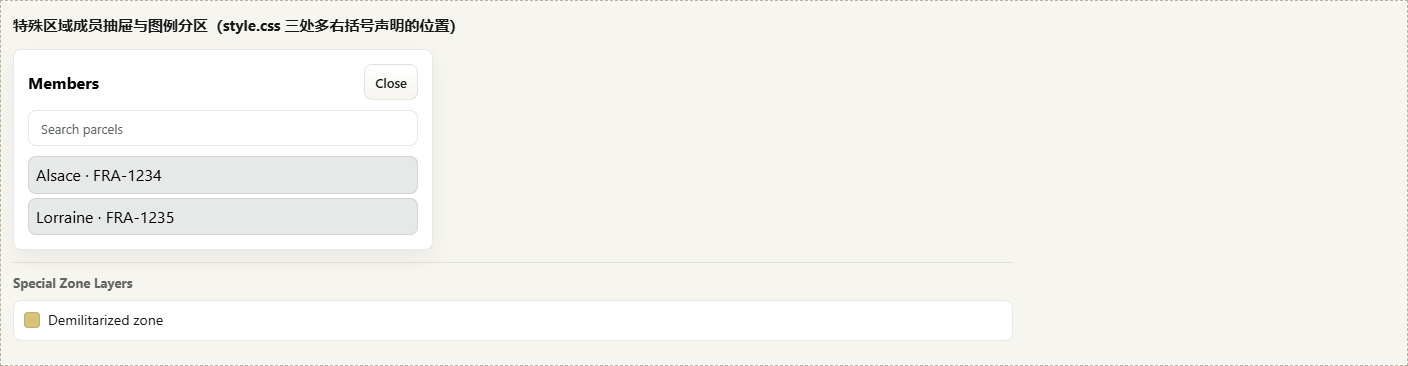 特殊区域成员抽屉与图例分区（style.css 三处多右括号声明的位置）
Members
Close
Search parcels
Alsace · FRA-1234
Lorraine · FRA-1235
Special Zone Layers
Demilitarized zone